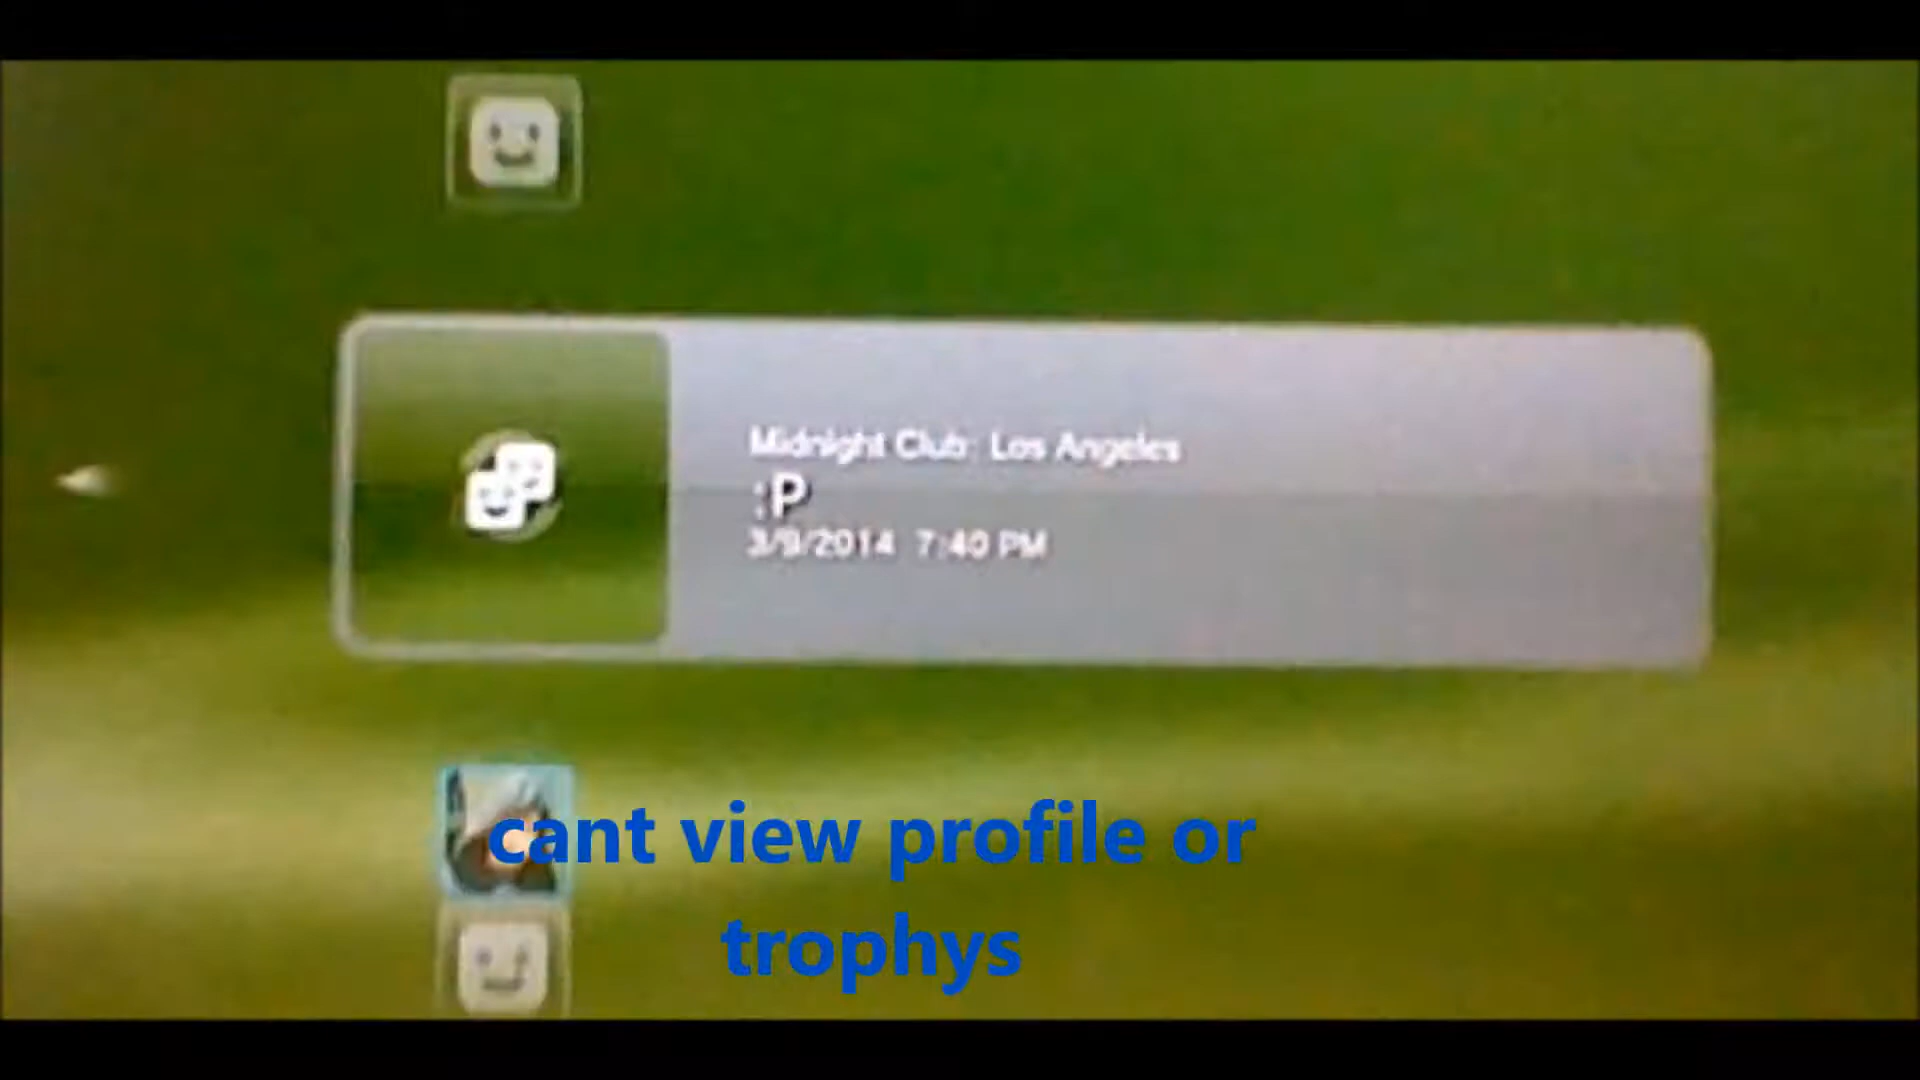 Midnight Club: Los Angeles
:P
3/9/2014 7:40 PM
cant view profile or
trophys